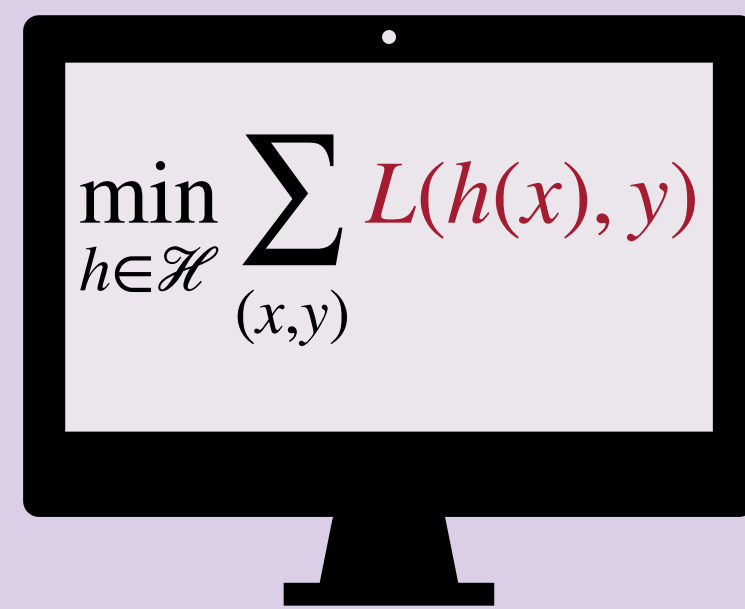 min ∑ L(h(x), y)
h∈ℋ (x,y)